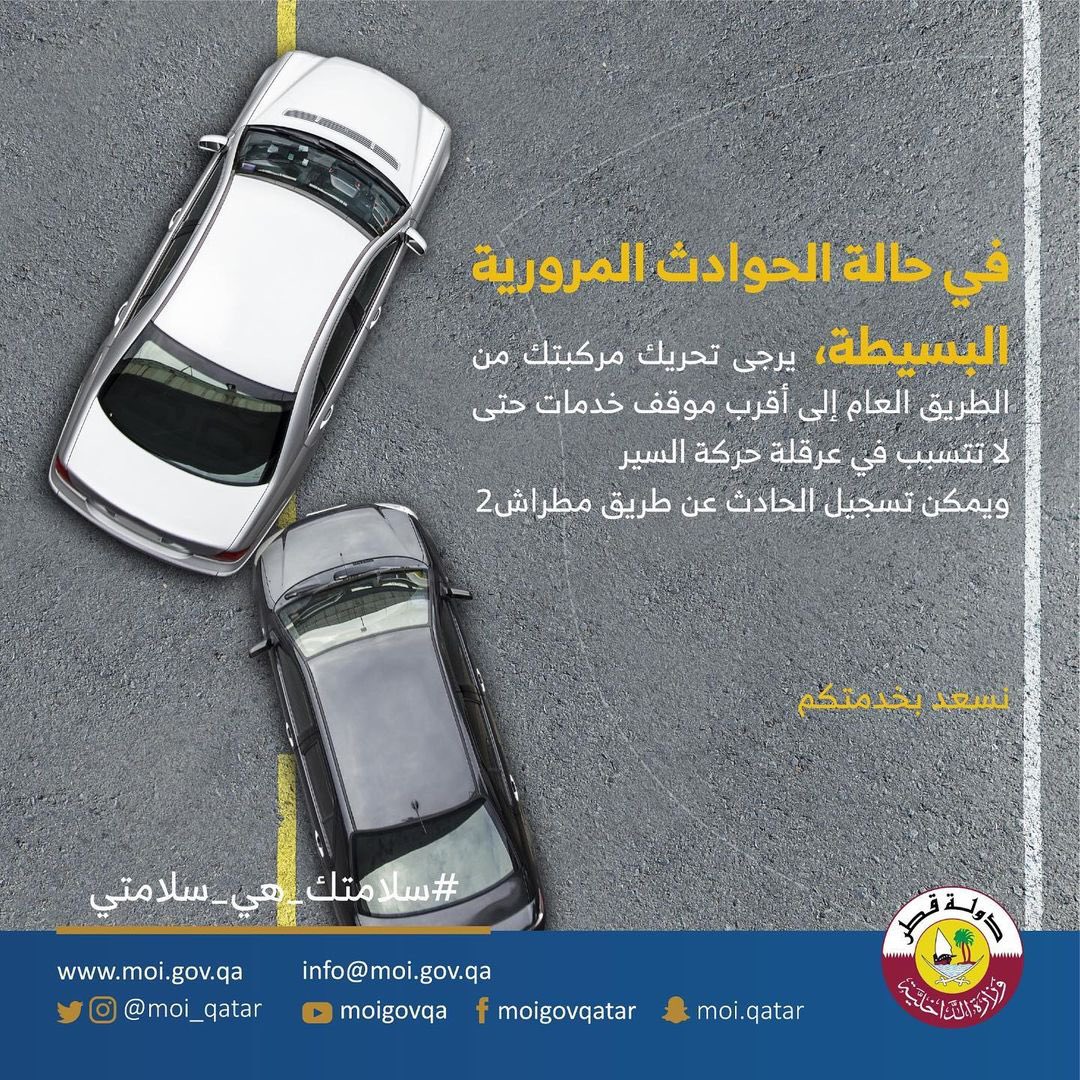 في حالة الحوادث المرورية
البسيطة، يرجى تحريك مركبتك من
الطريق العام إلى أقرب موقف خدمات حتى
لا تتسبب في عرقلة حركة السير
ويمكن تسجيل الحادث عن طريق مطراش2
نسعد بخدمتكم
#سلامتك_هي_سلامتي
www.moi.gov.qa info@moi.gov.qa
@moi_qatar moigovqa moigovqatar moi.qatar
دولة قطر
وزارة الداخلية